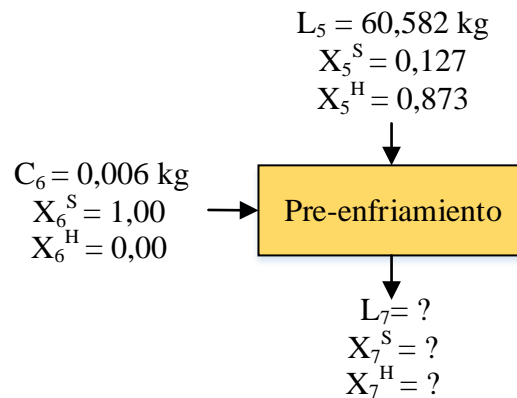 L₅ = 60,582 kg
X₅ˢ = 0,127
X₅ᴴ = 0,873
C₆ = 0,006 kg
X₆ˢ = 1,00
X₆ᴴ = 0,00
Pre-enfriamiento
L₇= ?
X₇ˢ = ?
X₇ᴴ = ?